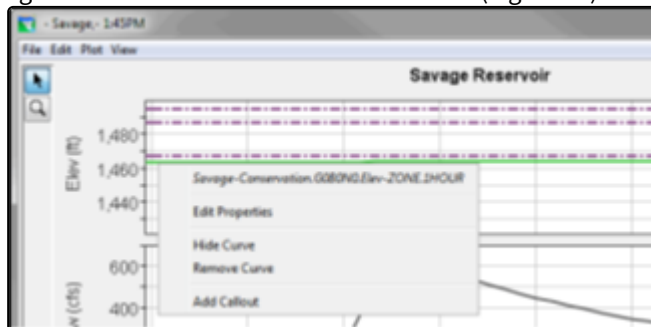 - Savage,- 1:45PM
File Edit Plot View
Savage Reservoir
Elev (ft)
1,480
1,460
1,440
Savage-Conservation.G0B0N0.Elev-ZONE.1HOUR
Edit Properties
Hide Curve
Remove Curve
Add Callout
600
400
(cfs)